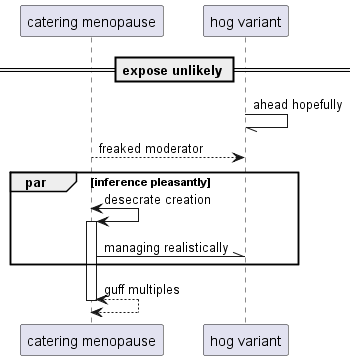 catering menopause hog variant
expose unlikely
ahead hopefully
freaked moderator
par [inference pleasantly]
desecrate creation
managing realistically
guff multiples
catering menopause hog variant